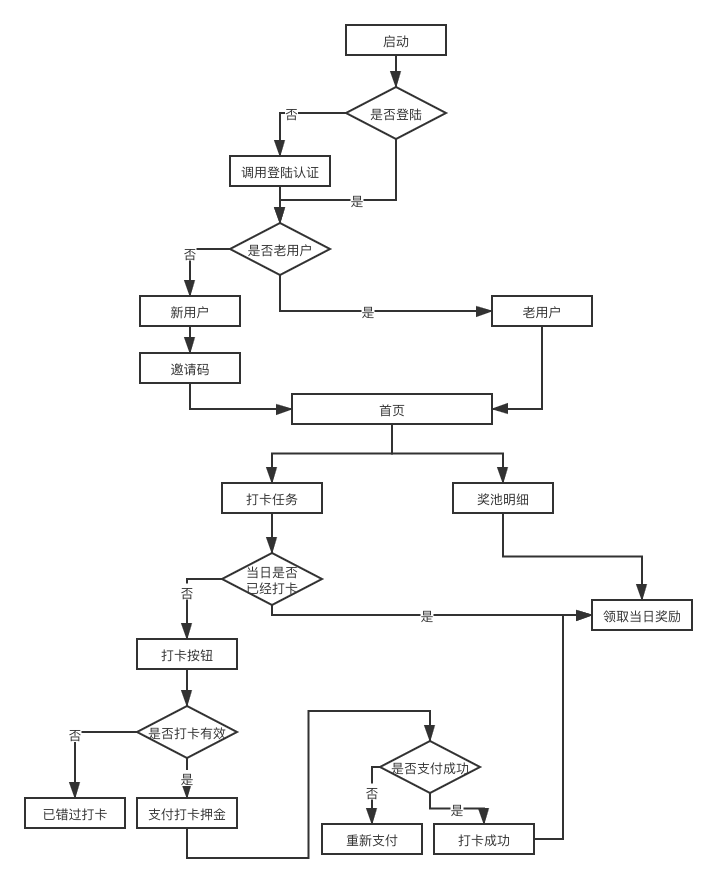 启动
是否登陆
否
调用登陆认证
是
是否老用户
否
新用户
是
老用户
邀请码
首页
打卡任务
奖池明细
当日是否
已经打卡
否
是
领取当日奖励
打卡按钮
是否打卡有效
否
是
已错过打卡
支付打卡押金
是否支付成功
否
是
重新支付
打卡成功